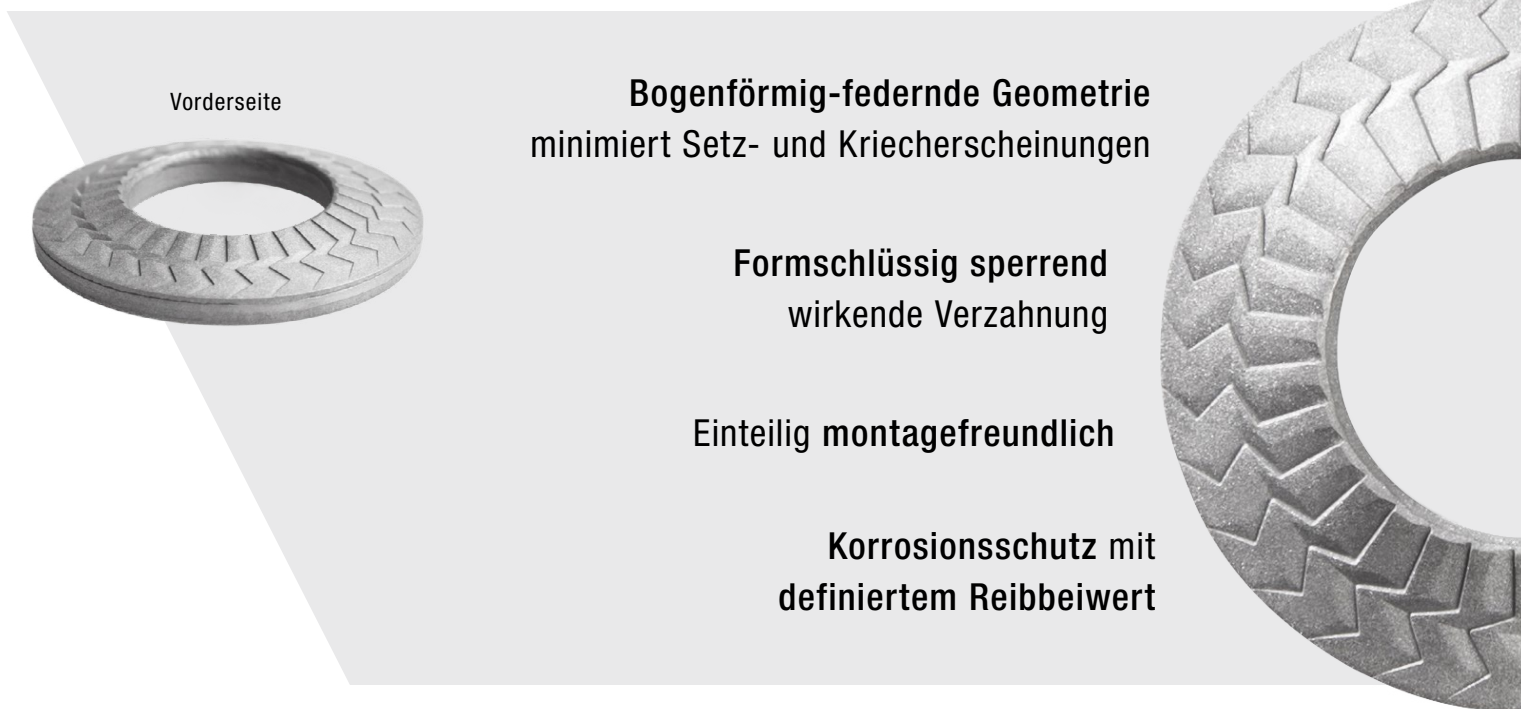 Vorderseite
Bogenförmig-federnde Geometrie
minimiert Setz- und Kriecherscheinungen
Formschlüssig sperrend
wirkende Verzahnung
Einteilig montagefreundlich
Korrosionsschutz mit
definiertem Reibbeiwert